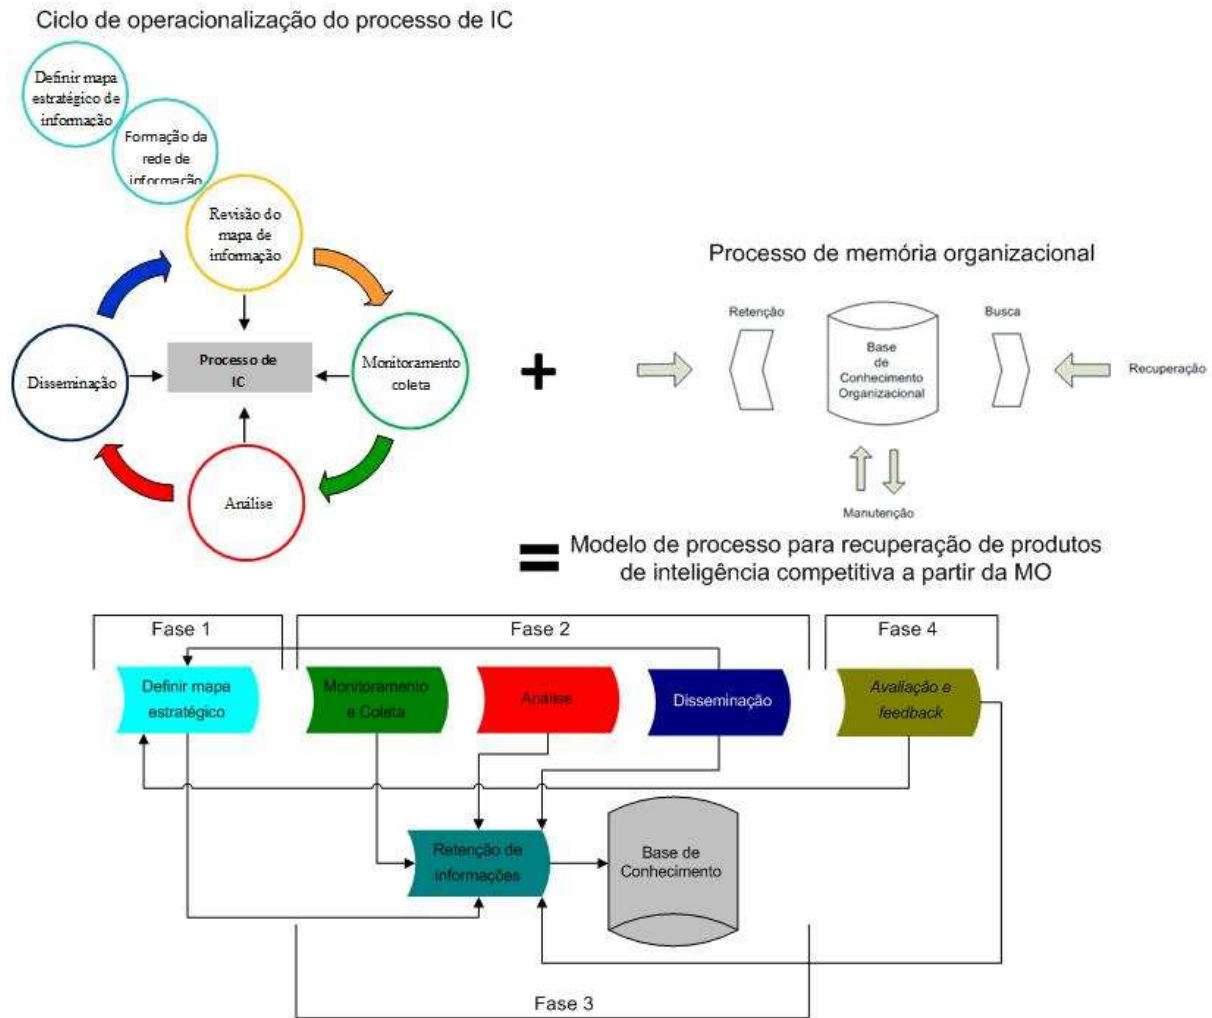 Ciclo de operacionalização do processo de IC
Definir mapa
estratégico de
informação
Formação da
rede de
informação
Revisão do
mapa de
informação
Disseminação
Processo de
IC
Monitoramento
coleta
Análise
+
Processo de memória organizacional
Retenção
Base
de
Conhecimento
Organizacional
Busca
Recuperação
Manutenção
= Modelo de processo para recuperação de produtos
de inteligência competitiva a partir da MO
Fase 1
Fase 2
Fase 4
Definir mapa
estratégico
Monitoramento
e Coleta
Análise
Disseminação
Avaliação e
feedback
Retenção de
informações
Base de
Conhecimento
Fase 3